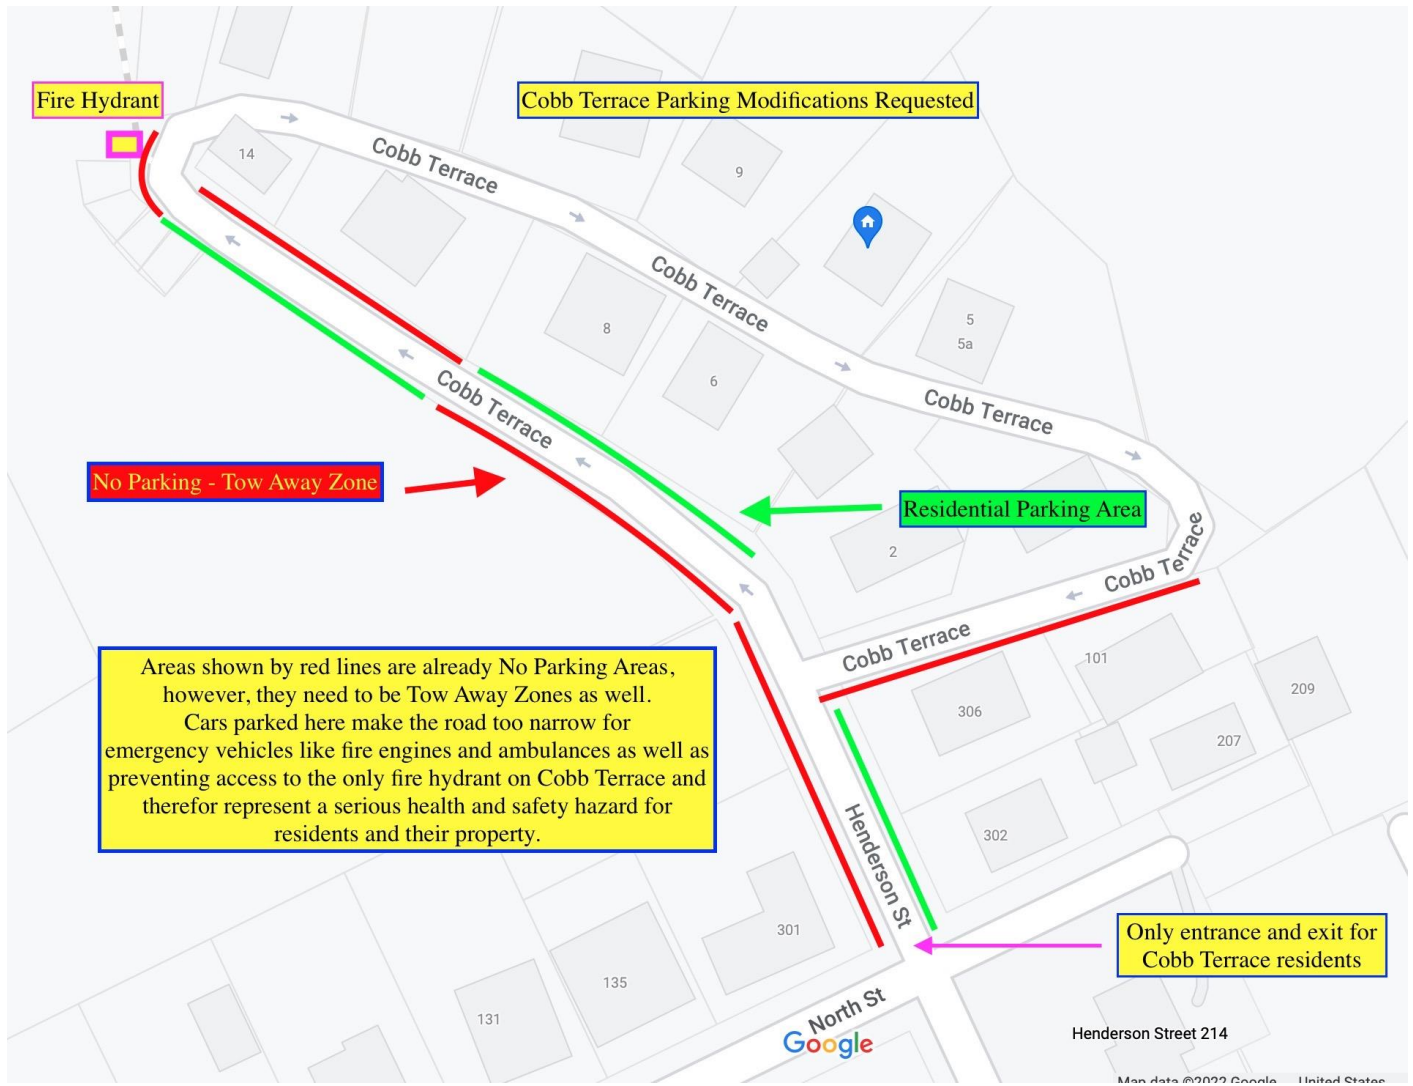 Fire Hydrant
Cobb Terrace Parking Modifications Requested
14
Cobb Terrace
9
Cobb Terrace
8
6
5
5a
Cobb Terrace
Cobb Terrace
No Parking - Tow Away Zone
Residential Parking Area
2
Cobb Terrace
Cobb Terrace
Areas shown by red lines are already No Parking Areas,
however, they need to be Tow Away Zones as well.
Cars parked here make the road too narrow for
emergency vehicles like fire engines and ambulances as well as
preventing access to the only fire hydrant on Cobb Terrace and
therefor represent a serious health and safety hazard for
residents and their property.
101
209
306
207
302
Henderson St
301
Only entrance and exit for
Cobb Terrace residents
135
131
North St
Google
Henderson Street 214
Map data ©2022 Google United States